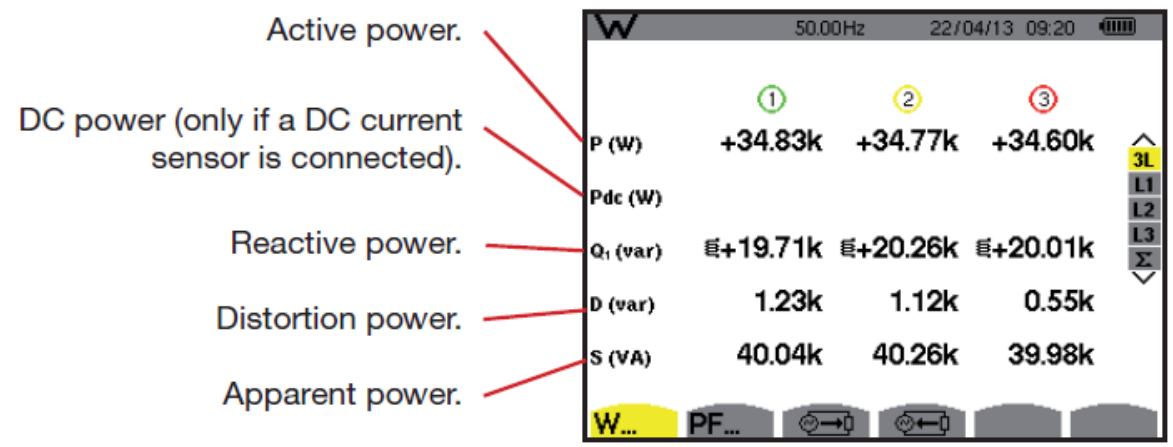 Active power.
DC power (only if a DC current
sensor is connected).
Reactive power.
Distortion power.
Apparent power.
W 50.00Hz 22/04/13 09:20
1 2 3
P (W) +34.83k +34.77k +34.60k
Pdc (W)
Q₁ (var) +19.71k +20.26k +20.01k
D (var) 1.23k 1.12k 0.55k
S (VA) 40.04k 40.26k 39.98k
3L
L1
L2
L3
Σ
W... PF...